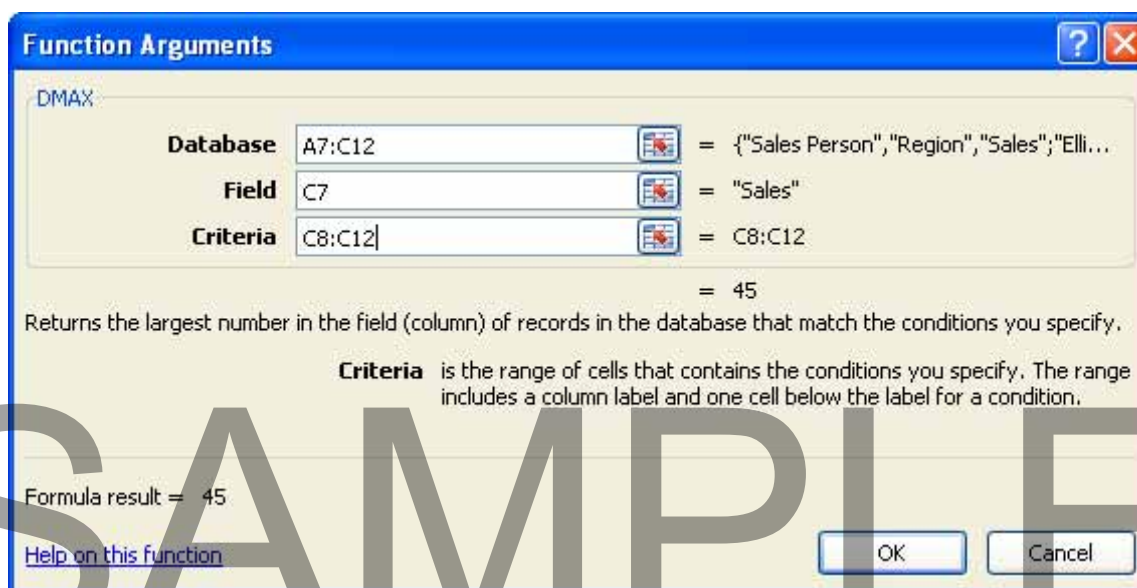 Function Arguments
DMAX
Database A7:C12 = {"Sales Person","Region","Sales";"Elli...
Field C7 = "Sales"
Criteria C8:C12 = C8:C12
= 45
Returns the largest number in the field (column) of records in the database that match the conditions you specify.
Criteria is the range of cells that contains the conditions you specify. The range
includes a column label and one cell below the label for a condition.
SAMPLE
Formula result = 45
Help on this function OK Cancel